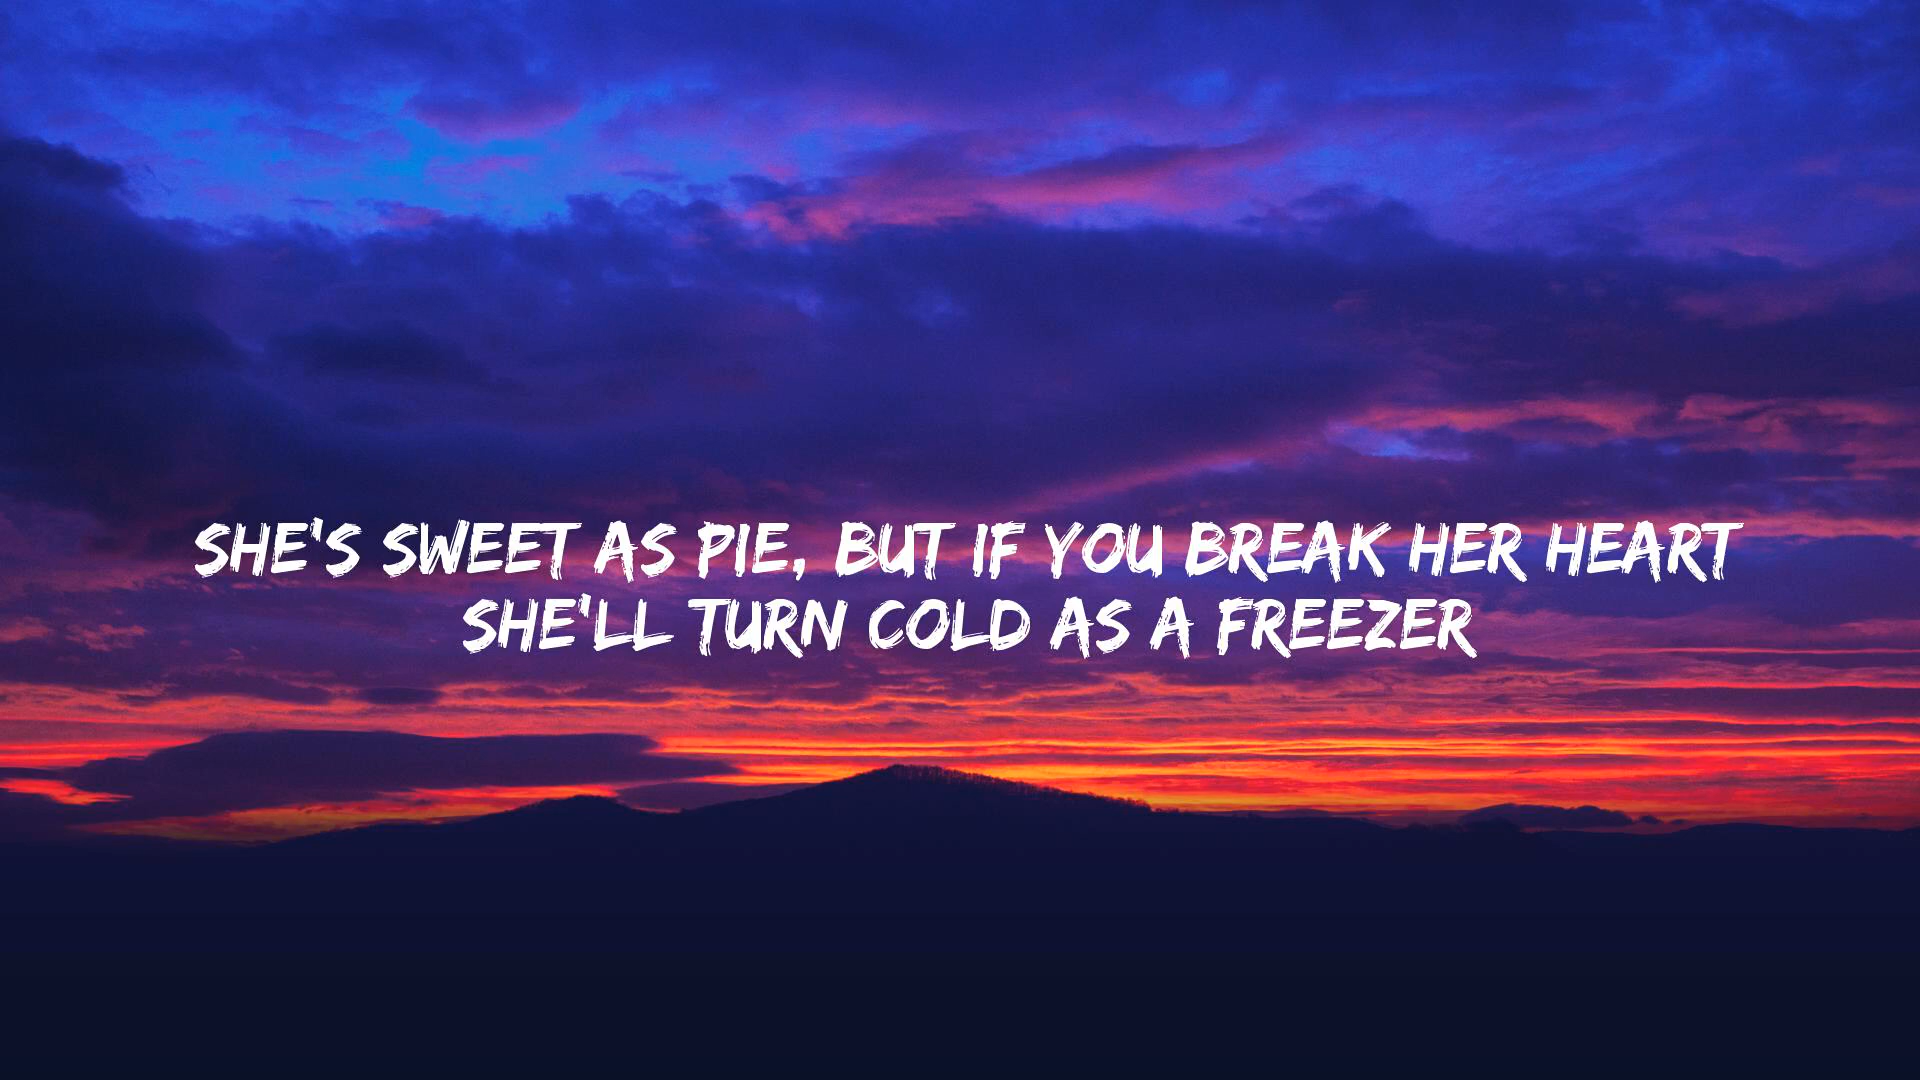 SHE'S SWEET AS PIE, BUT IF YOU BREAK HER HEART
SHE'LL TURN COLD AS A FREEZER